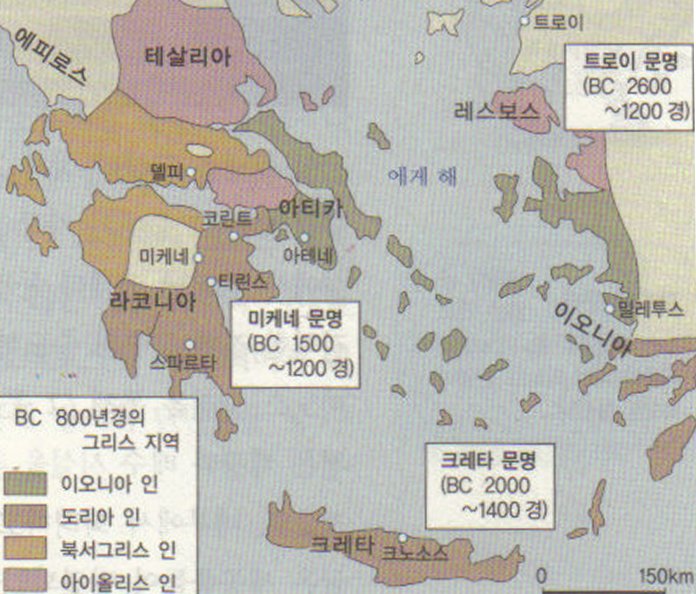 에피로스
테살리아
트로이
트로이 문명
(BC 2600
~1200 경)
레스보스
델피
에게 해
코린트
아티카
미케네
아테네
티린스
라코니아
밀레투스
이오니아
미케네 문명
(BC 1500
~1200 경)
스파르타
BC 800년경의
그리스 지역
이오니아 인
도리아 인
북서그리스 인
아이올리스 인
크레타 문명
(BC 2000
~1400 경)
크레타
크노소스
0 150km